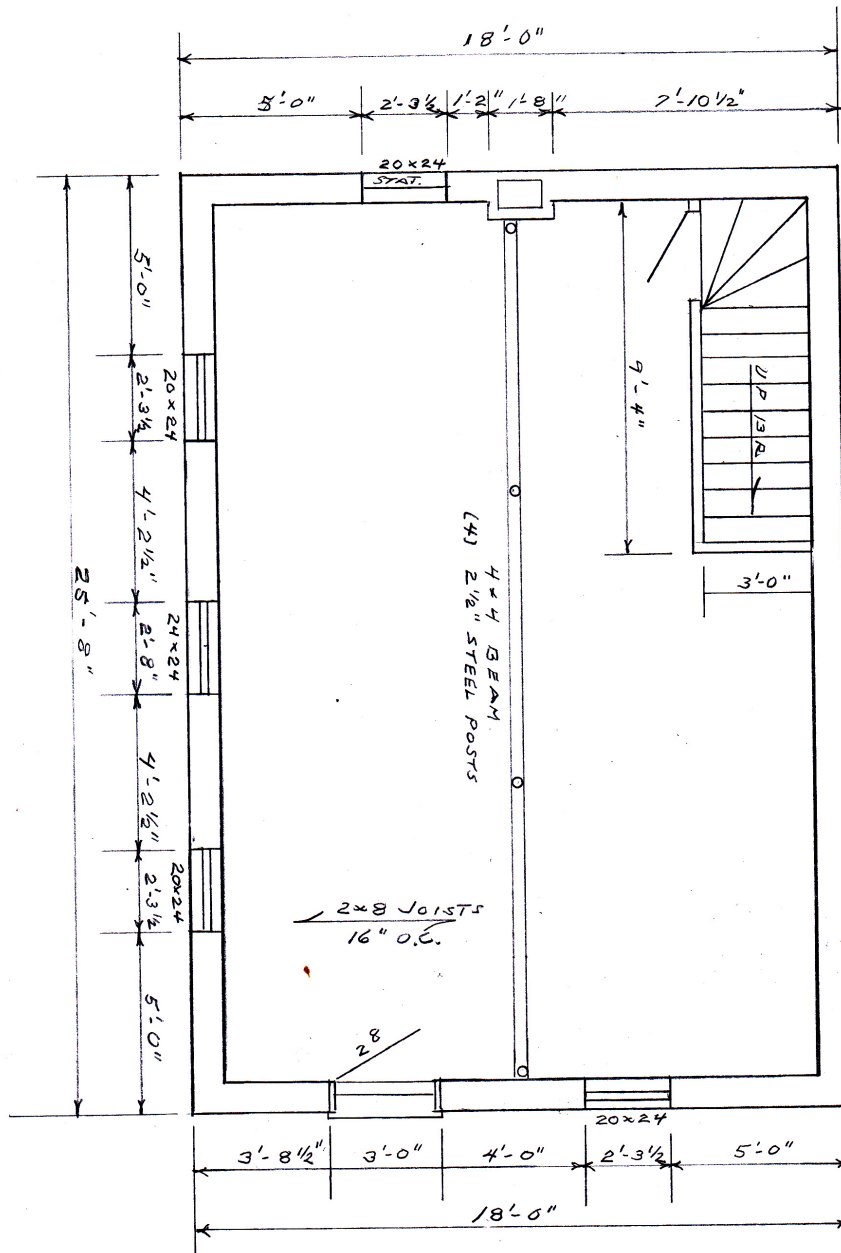 18'-0"
5'-0" 2'-3½ 1'-2" 1'-8" 7'-10½"
20×24
STAT.
5'-0"
2'-3½
20×24
4'-2½"
2'-8"
24×24
4'-2½"
2'-3½
20×24
5'-0"
25'-8"
9'-4"
UP 13R
3'-0"
4×4 BEAM
(4) 2½" STEEL POSTS
2×8 JOISTS
16" O.C.
2⁸
20×24
3'-8½" 3'-0" 4'-0" 2'-3½ 5'-0"
18'-0"